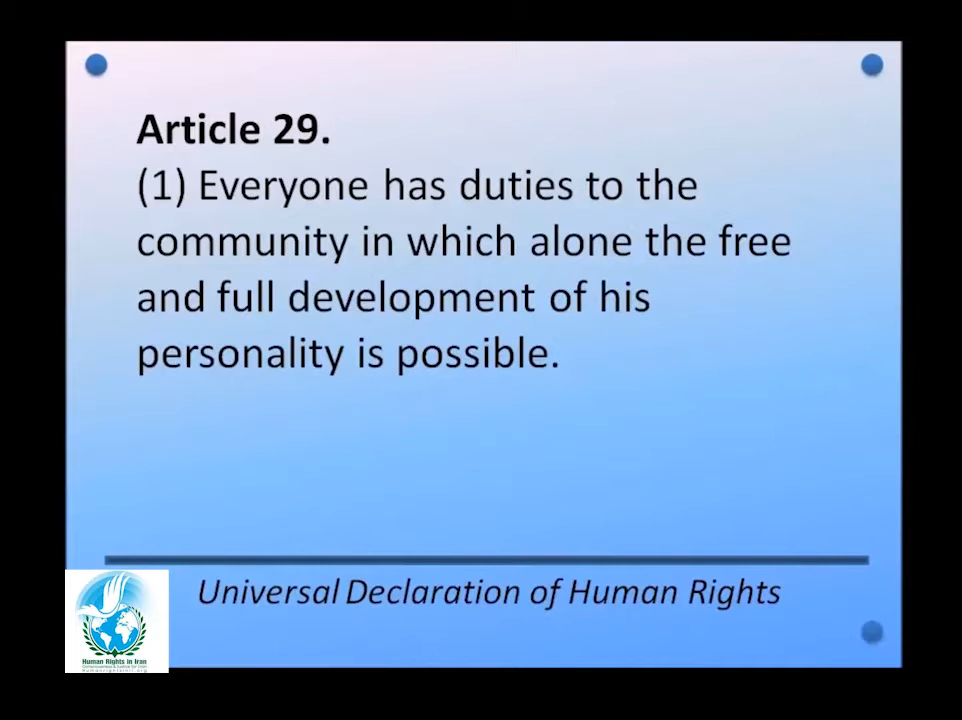 Article 29.
(1) Everyone has duties to the
community in which alone the free
and full development of his
personality is possible.
Universal Declaration of Human Rights
Human Rights in Iran